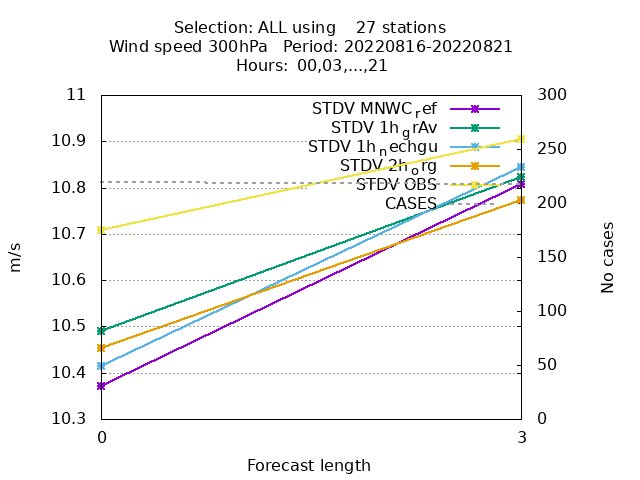 Selection: ALL using    27 stations
Wind speed 300hPa   Period: 20220816-20220821
Hours: 00,03,...,21
11
10.9
10.8
10.7
10.6
10.5
10.4
10.3
m/s
300
250
200
150
100
50
0
No cases
STDV MNWC_ref
STDV 1h_grAv
STDV 1h_nechgu
STDV 2h_org
STDV OBS
CASES
0
3
Forecast length